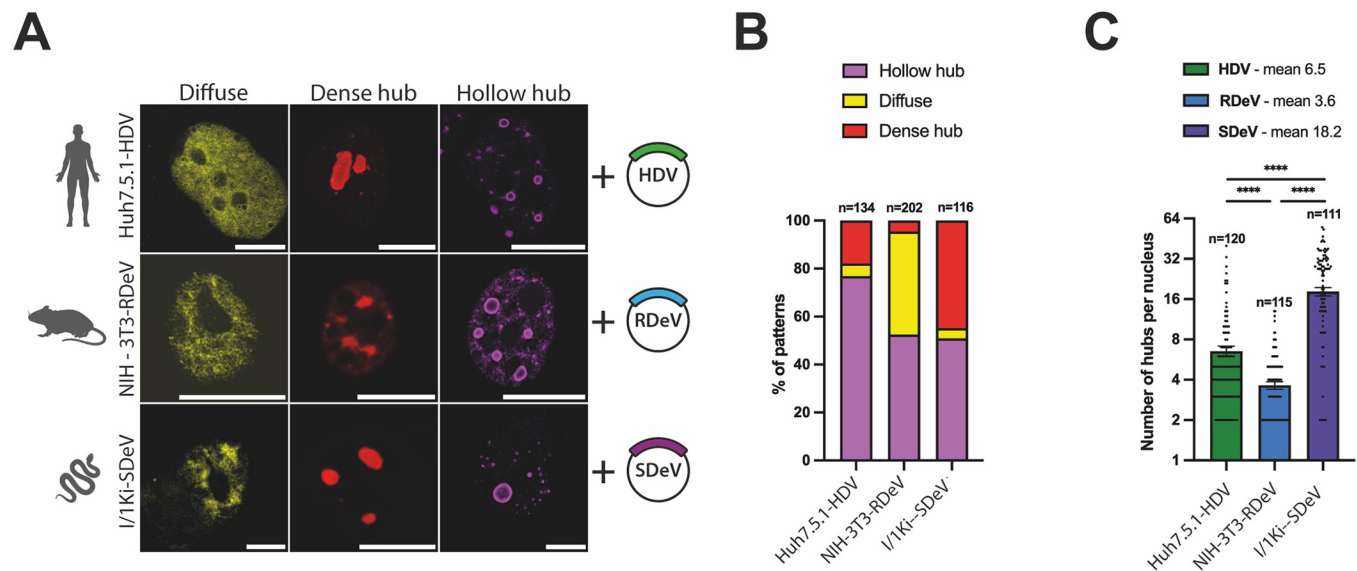 A
Diffuse
Dense hub
Hollow hub
Huh7.5.1-HDV
+
HDV
NIH - 3T3-RDeV
+
RDeV
I/1Ki-SDeV
+
SDeV
B
Hollow hub
Diffuse
Dense hub
n=134
n=202
n=116
% of patterns
100
80
60
40
20
0
Huh7.5.1-HDV
NIH-3T3-RDeV
I/1Ki--SDeV
C
HDV - mean 6.5
RDeV - mean 3.6
SDeV - mean 18.2
****
**** ****
n=111
n=120
n=115
Number of hubs per nucleus
64
32
16
8
4
2
1
Huh7.5.1-HDV
NIH-3T3-RDeV
I/1Ki--SDeV